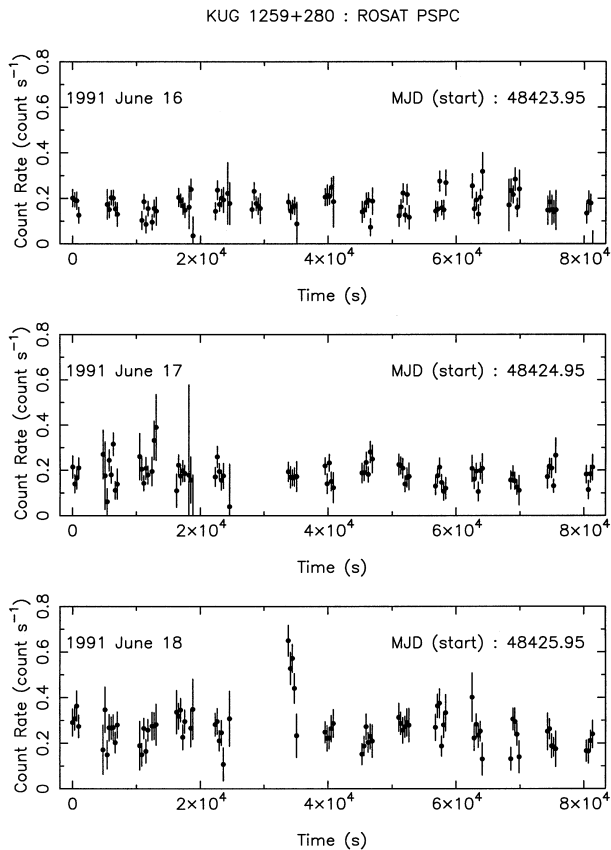 KUG 1259+280 : ROSAT PSPC
1991 June 16
MJD (start) : 48423.95
Count Rate (count s⁻¹)
0.8
0.6
0.4
0.2
0
0
2×10⁴
4×10⁴
6×10⁴
8×10⁴
Time (s)
1991 June 17
MJD (start) : 48424.95
Count Rate (count s⁻¹)
0.8
0.6
0.4
0.2
0
0
2×10⁴
4×10⁴
6×10⁴
8×10⁴
Time (s)
1991 June 18
MJD (start) : 48425.95
Count Rate (count s⁻¹)
0.8
0.6
0.4
0.2
0
0
2×10⁴
4×10⁴
6×10⁴
8×10⁴
Time (s)